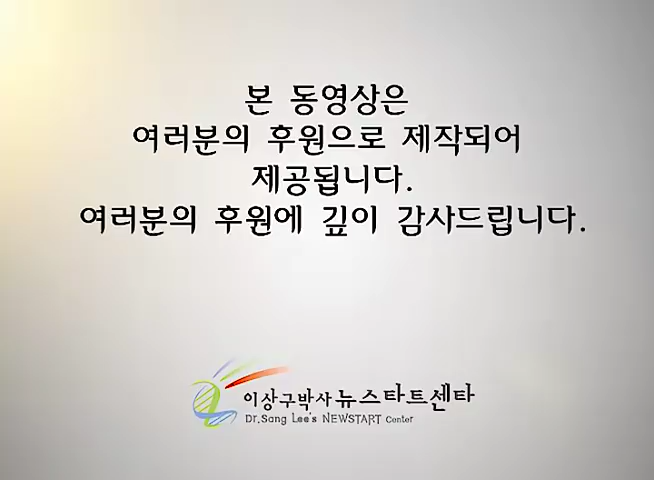 본 동영상은
여러분의 후원으로 제작되어
제공됩니다.
여러분의 후원에 깊이 감사드립니다.
이상구박사 뉴스타트센타
Dr.Sang Lee's NEWSTART Center